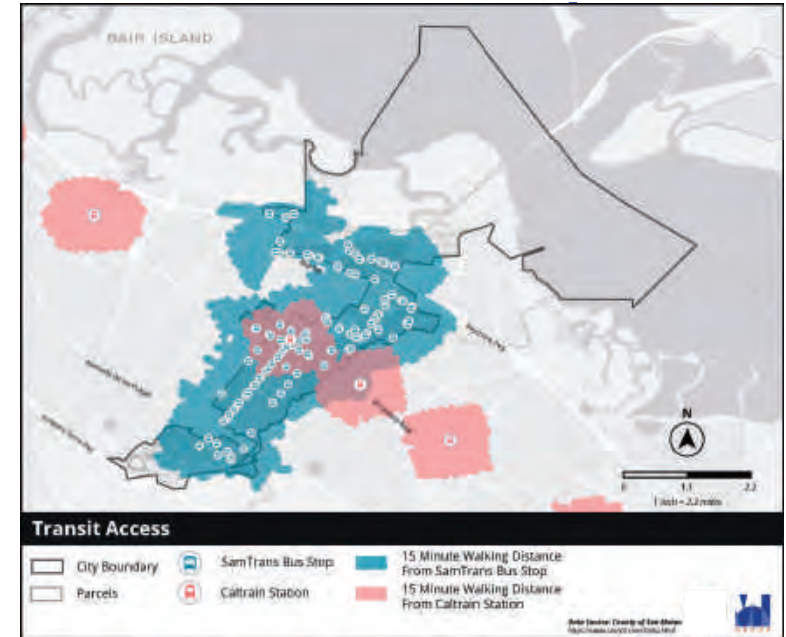 BAIR ISLAND
N
0 1.1 2.2
1 inch = 2.2 miles
Transit Access
City Boundary
Parcels
SamTrans Bus Stop
Caltrain Station
15 Minute Walking Distance
From SamTrans Bus Stop
15 Minute Walking Distance
From Caltrain Station
Data Source: County of San Mateo